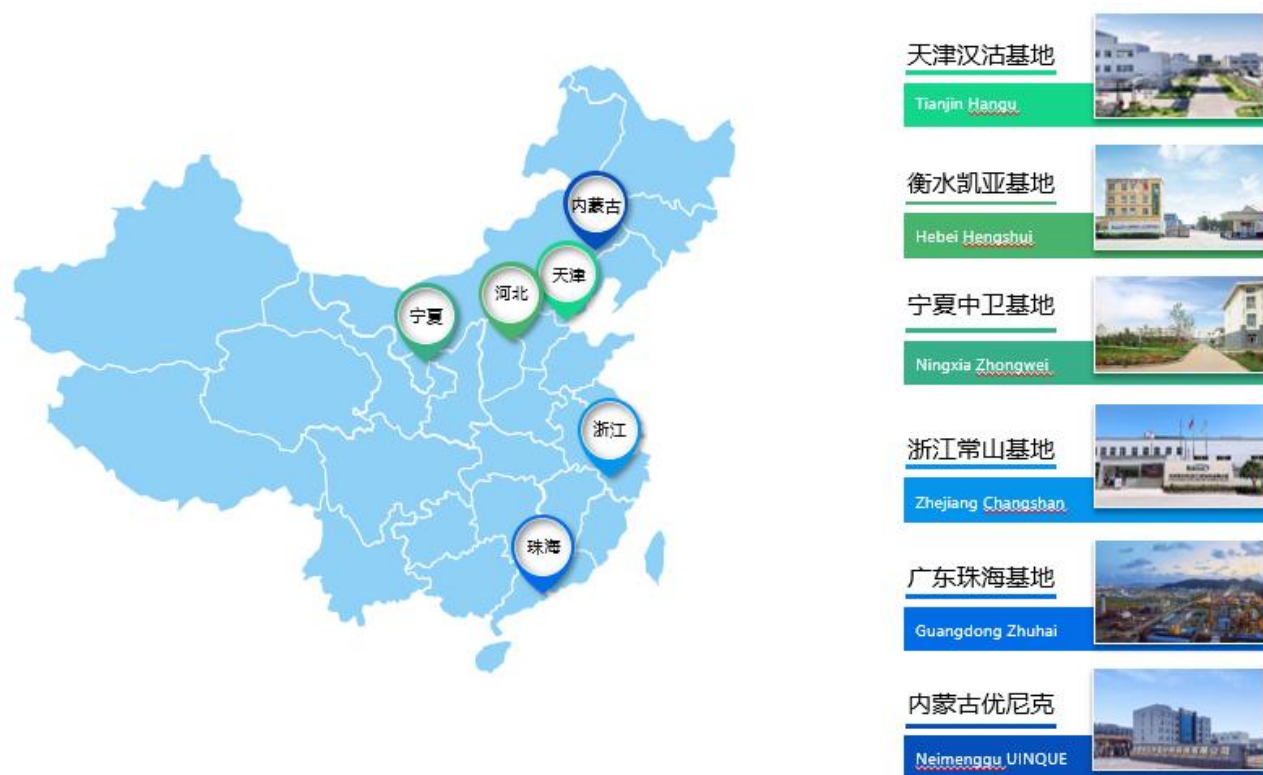 内蒙古
天津
河北
宁夏
浙江
珠海
天津汉沽基地
Tianjin Hangu
衡水凯亚基地
Hebei Hengshui
宁夏中卫基地
Ningxia Zhongwei
浙江常山基地
Zhejiang Changshan
广东珠海基地
Guangdong Zhuhai
内蒙古优尼克
Neimenggu UINQUE